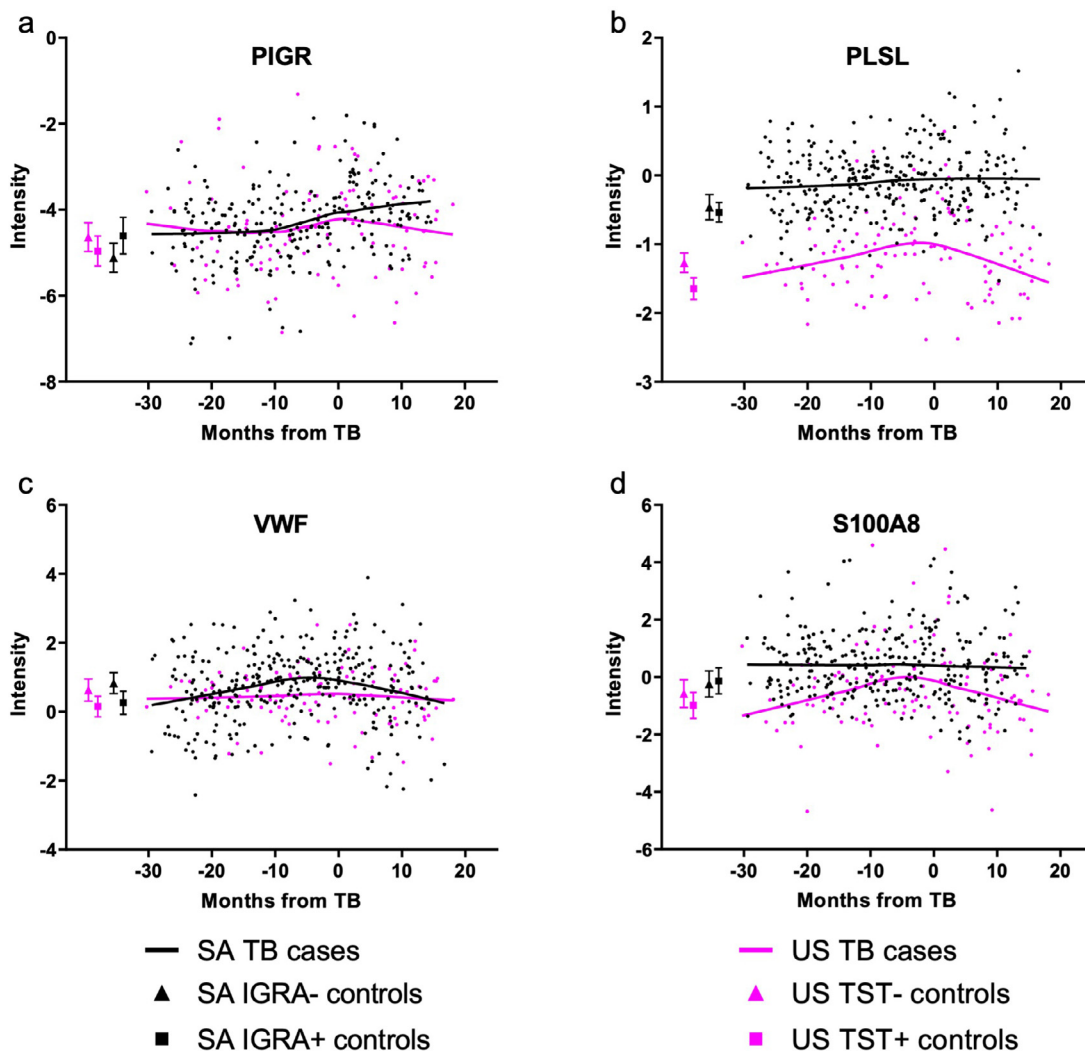 a
PIGR
0
-2
-4
-6
-8
Intensity
-30 -20 -10 0 10 20
Months from TB
b
PLSL
2
1
0
-1
-2
-3
Intensity
-30 -20 -10 0 10 20
Months from TB
c
VWF
6
4
2
0
-2
-4
Intensity
-30 -20 -10 0 10 20
Months from TB
d
S100A8
6
4
2
0
-2
-4
-6
Intensity
-30 -20 -10 0 10 20
Months from TB
SA TB cases
SA IGRA- controls
SA IGRA+ controls
US TB cases
US TST- controls
US TST+ controls